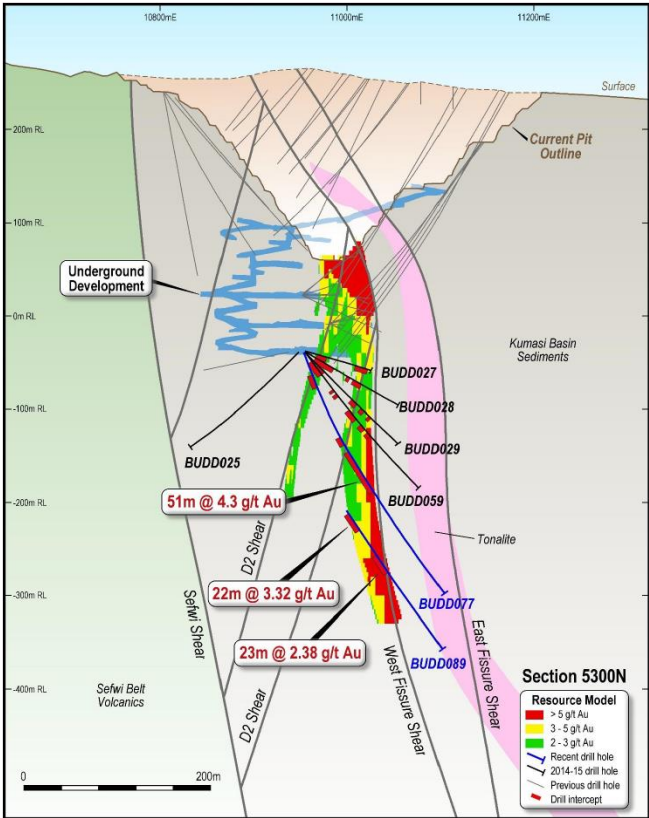 10800mE
11000mE
11200mE
Surface
200m RL
Current Pit
Outline
100m RL
Underground
Development
0m RL
Kumasi Basin
Sediments
BUDD027
BUDD028
-100m RL
BUDD029
BUDD025
BUDD059
51m @ 4.3 g/t Au
-200m RL
D2 Shear
Tonalite
22m @ 3.32 g/t Au
-300m RL
BUDD077
Sefwi Shear
23m @ 2.38 g/t Au
BUDD089
West Fissure Shear
East Fissure Shear
D2 Shear
Sefwi Belt
Volcanics
-400m RL
Section 5300N
Resource Model
> 5 g/t Au
3 - 5 g/t Au
2 - 3 g/t Au
Recent drill hole
2014-15 drill hole
Previous drill hole
Drill intercept
0
200m